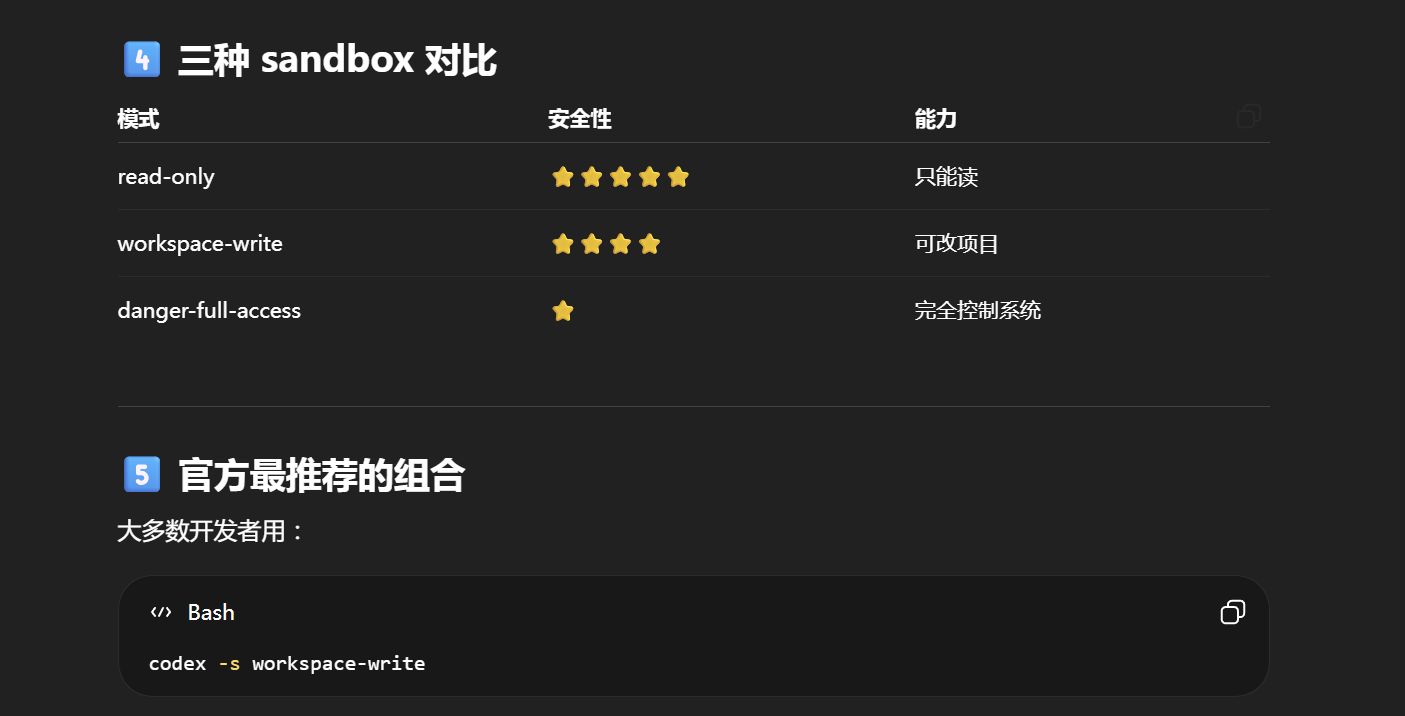 4️⃣ 三种 sandbox 对比
模式 安全性 能力
read-only ⭐⭐⭐⭐⭐ 只能读
workspace-write ⭐⭐⭐⭐ 可改项目
danger-full-access ⭐ 完全控制系统
5️⃣ 官方最推荐的组合
大多数开发者用：
</> Bash
codex -s workspace-write